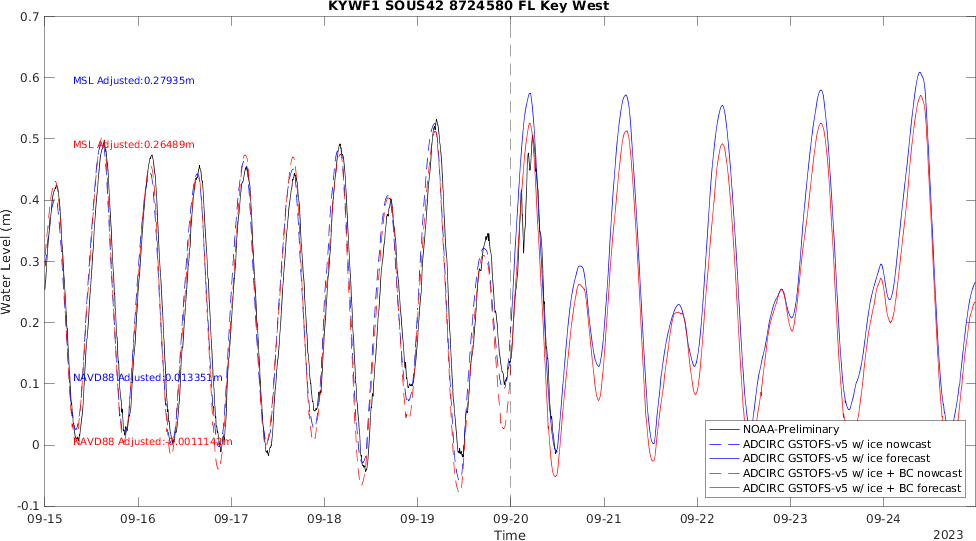 KYWF1 SOUS42 8724580 FL Key West
0.7
0.6
0.5
0.4
0.3
0.2
0.1
0
-0.1
Water Level (m)
MSL Adjusted:0.27935m
MSL Adjusted:0.26489m
NAVD88 Adjusted:0.013351m
NAVD88 Adjusted:-0.0011142m
NOAA-Preliminary
ADCIRC GSTOFS-v5 w/ ice nowcast
ADCIRC GSTOFS-v5 w/ ice forecast
ADCIRC GSTOFS-v5 w/ ice + BC nowcast
ADCIRC GSTOFS-v5 w/ ice + BC forecast
09-15 09-16 09-17 09-18 09-19 09-20 09-21 09-22 09-23 09-24
Time
2023